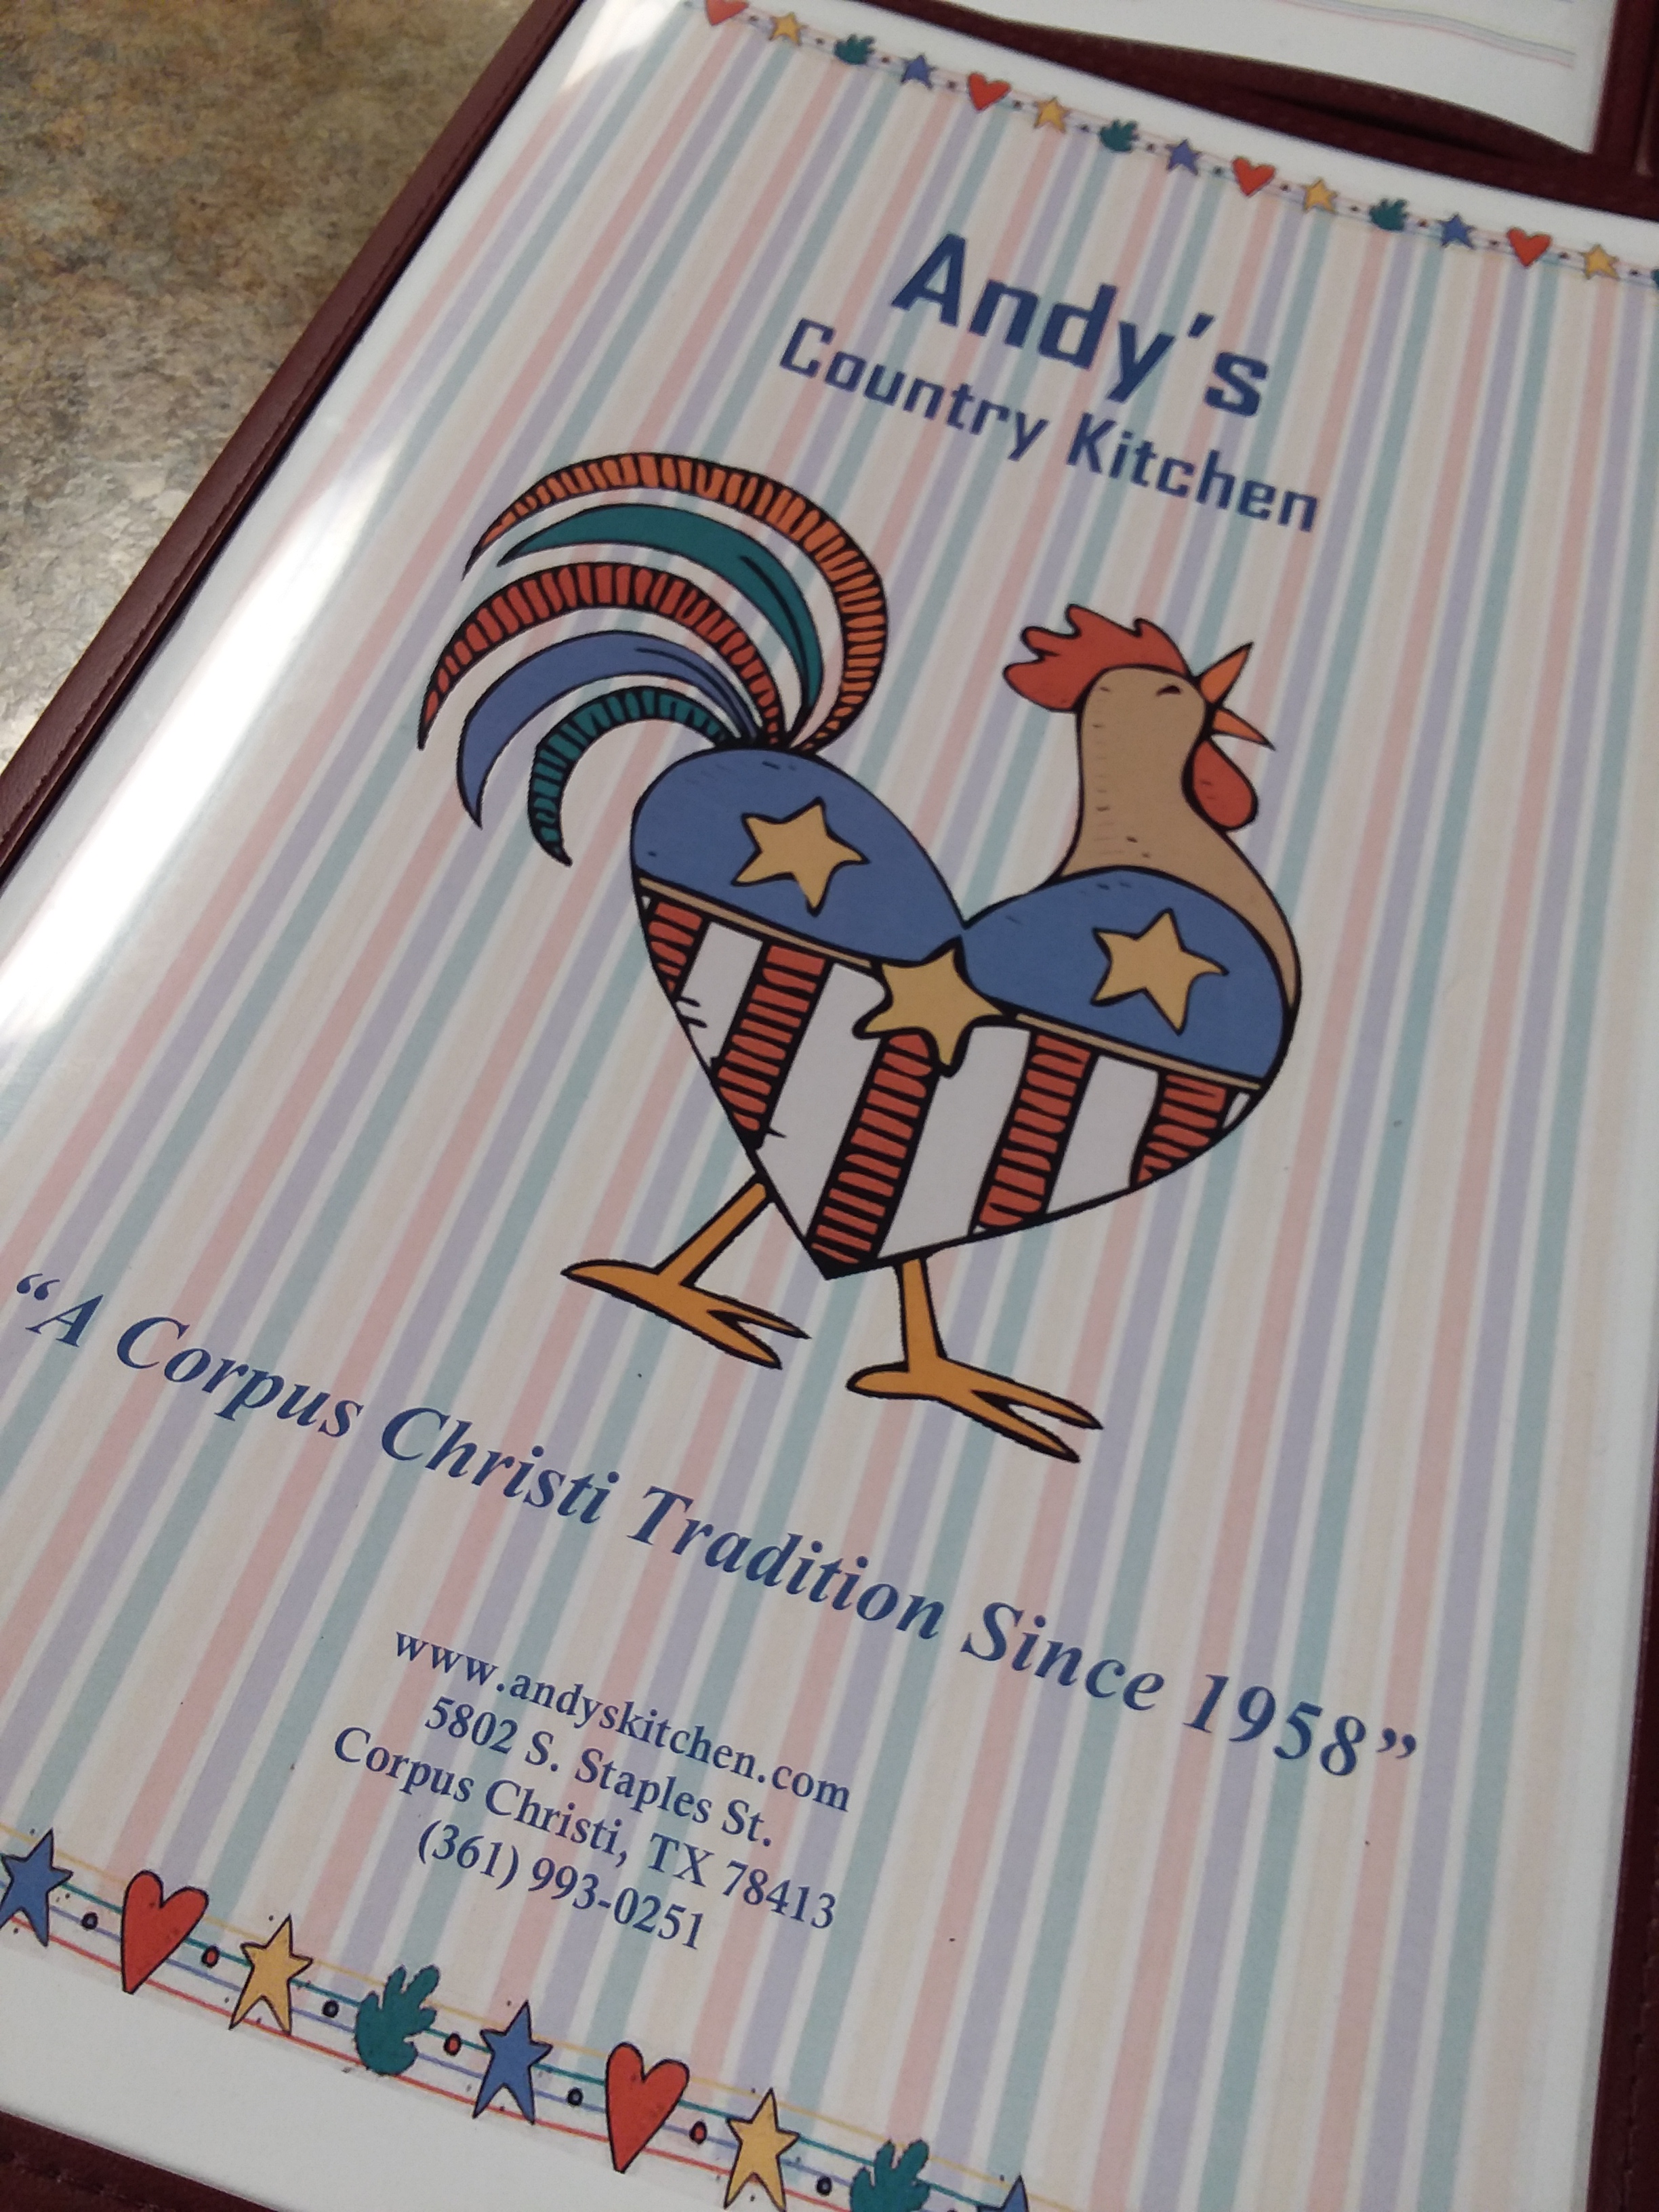 Andy's
Country Kitchen
“A Corpus Christi Tradition Since 1958”
www.andyskitchen.com
5802 S. Staples St.
Corpus Christi, TX 78413
(361) 993-0251